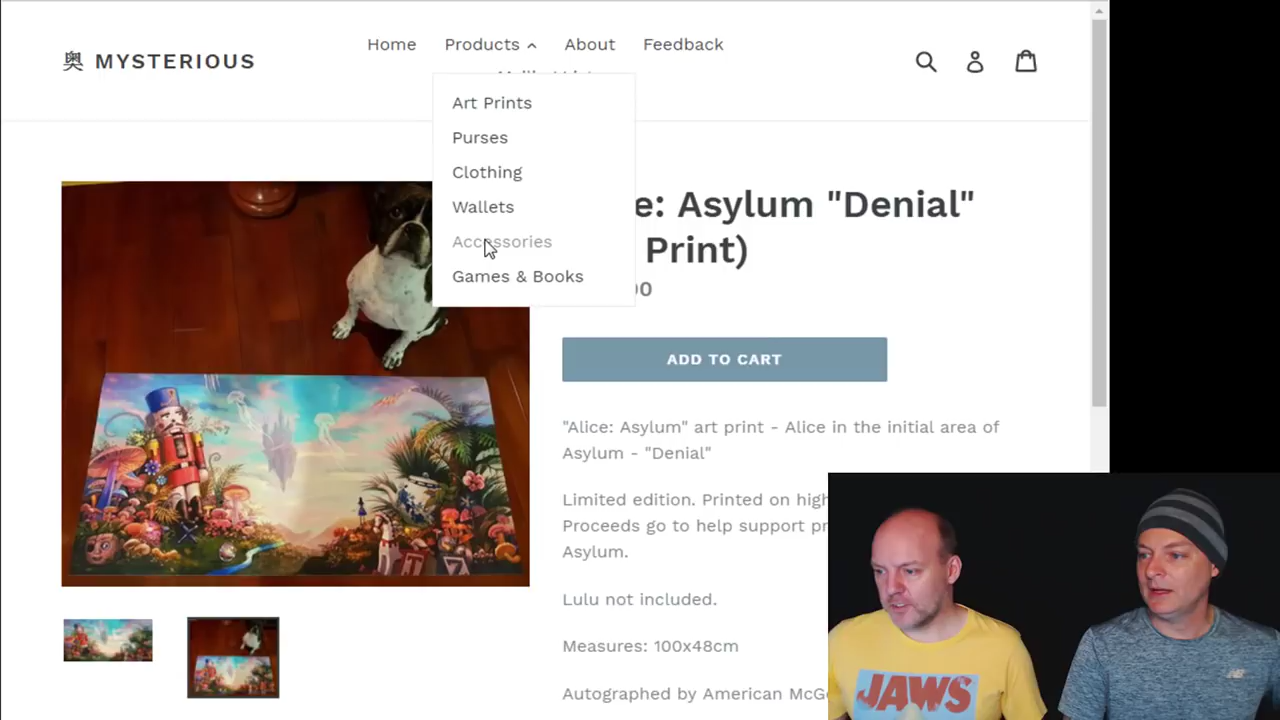 奥 MYSTERIOUS
Home Products About Feedback
Art Prints
Purses
Clothing
Wallets
Accessories
Games & Books
e: Asylum "Denial"
Print)
00
ADD TO CART
"Alice: Asylum" art print - Alice in the initial area of
Asylum - "Denial"
Limited edition. Printed on high
Proceeds go to help support pr
Asylum.
Lulu not included.
Measures: 100x48cm
Autographed by American McG
JAWS